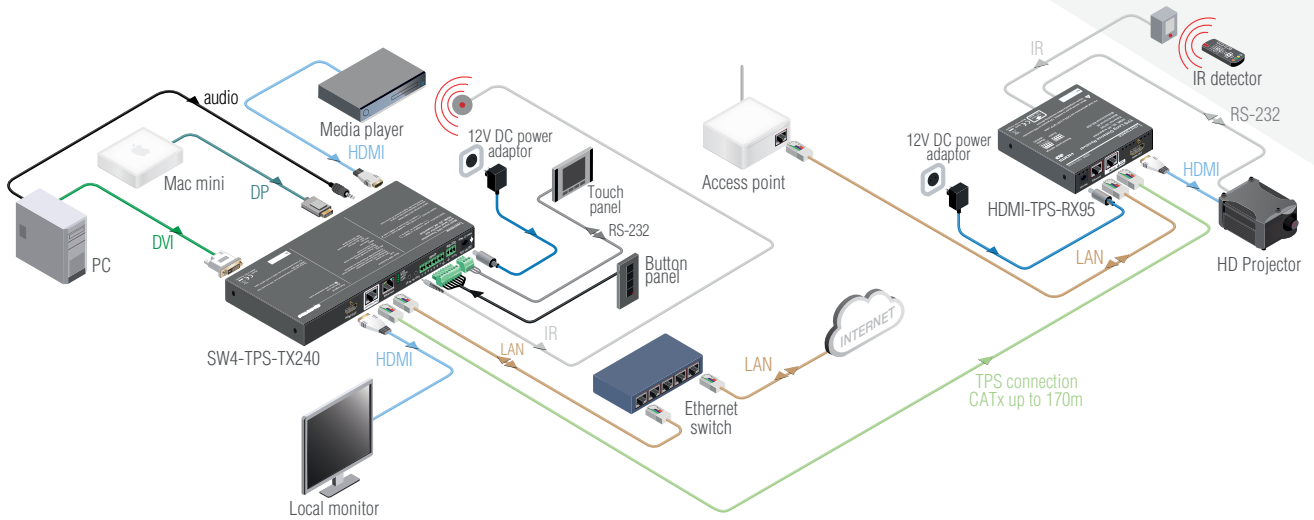 IR
IR detector
audio
RS-232
Media player
HDMI
12V DC power
adaptor
Mac mini
DP
Touch
panel
Access point
12V DC power
adaptor
HDMI-TPS-RX95
HDMI
RS-232
DVI
PC
Button
panel
LAN
HD Projector
INTERNET
SW4-TPS-TX240
HDMI
LAN
IR
LAN
Ethernet
switch
TPS connection
CATx up to 170m
Local monitor